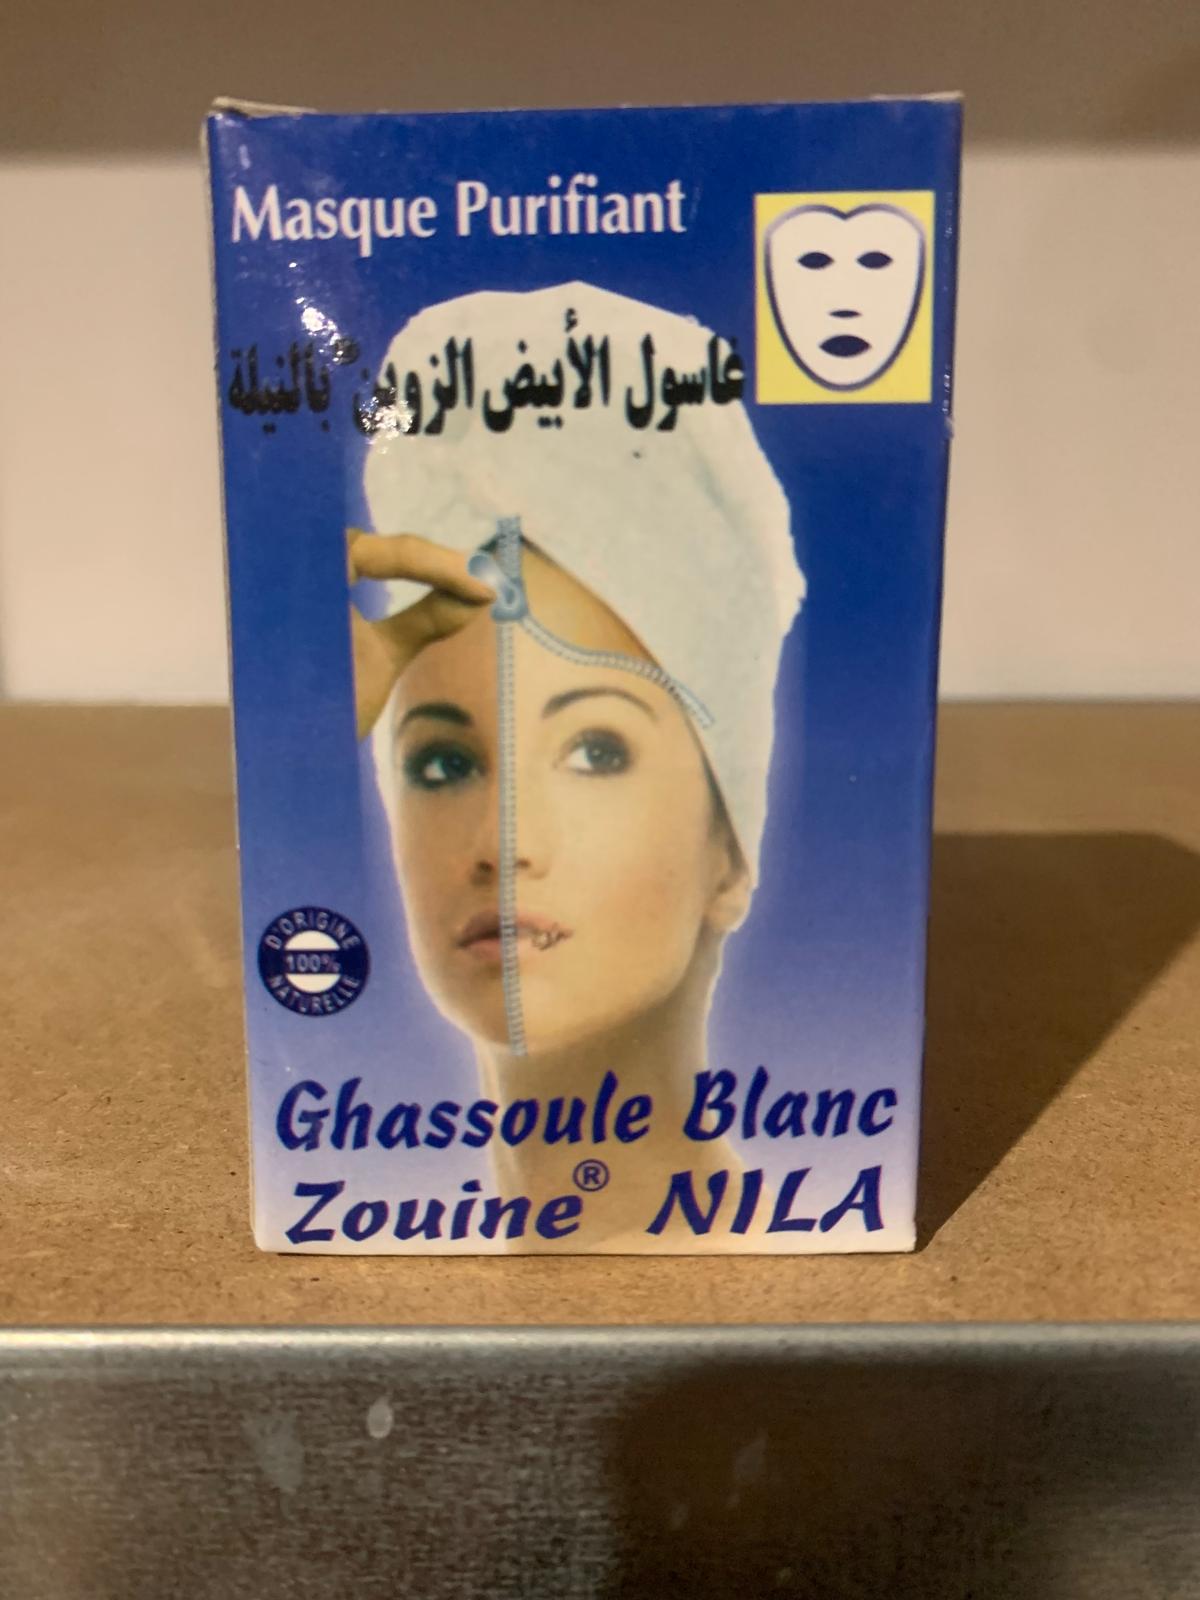 Masque Purifiant
غاسول الأبيض الزوين® بالنيلة
D'ORIGINE
100%
NATURELLE
Ghassoule Blanc
Zouine® NILA